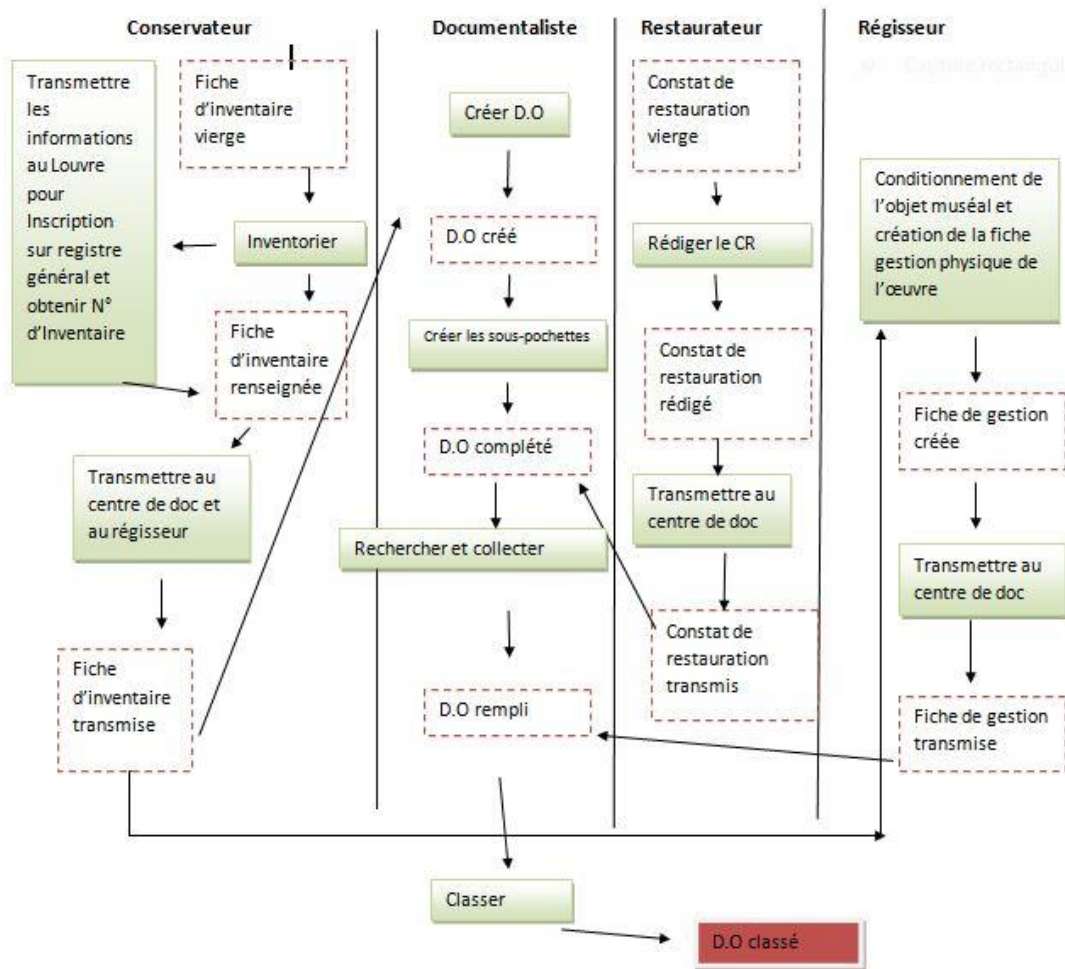 Conservateur
Documentaliste
Restaurateur
Régisseur
Transmettre
les
informations
au Louvre
pour
Inscription
sur registre
général et
obtenir N°
d'Inventaire
Fiche
d'inventaire
vierge
Inventorier
Fiche
d'inventaire
renseignée
Transmettre au
centre de doc et
au régisseur
Fiche
d'inventaire
transmise
Créer D.O
D.O créé
Créer les sous-pochettes
D.O complété
Rechercher et collecter
D.O rempli
Constat de
restauration
vierge
Rédiger le CR
Constat de
restauration
rédigé
Transmettre au
centre de doc
Constat de
restauration
transmis
Capture rectangul
Conditionnement de
l'objet muséal et
création de la fiche
gestion physique de
l'œuvre
Fiche de gestion
créée
Transmettre au
centre de doc
Fiche de gestion
transmise
Classer
D.O classé